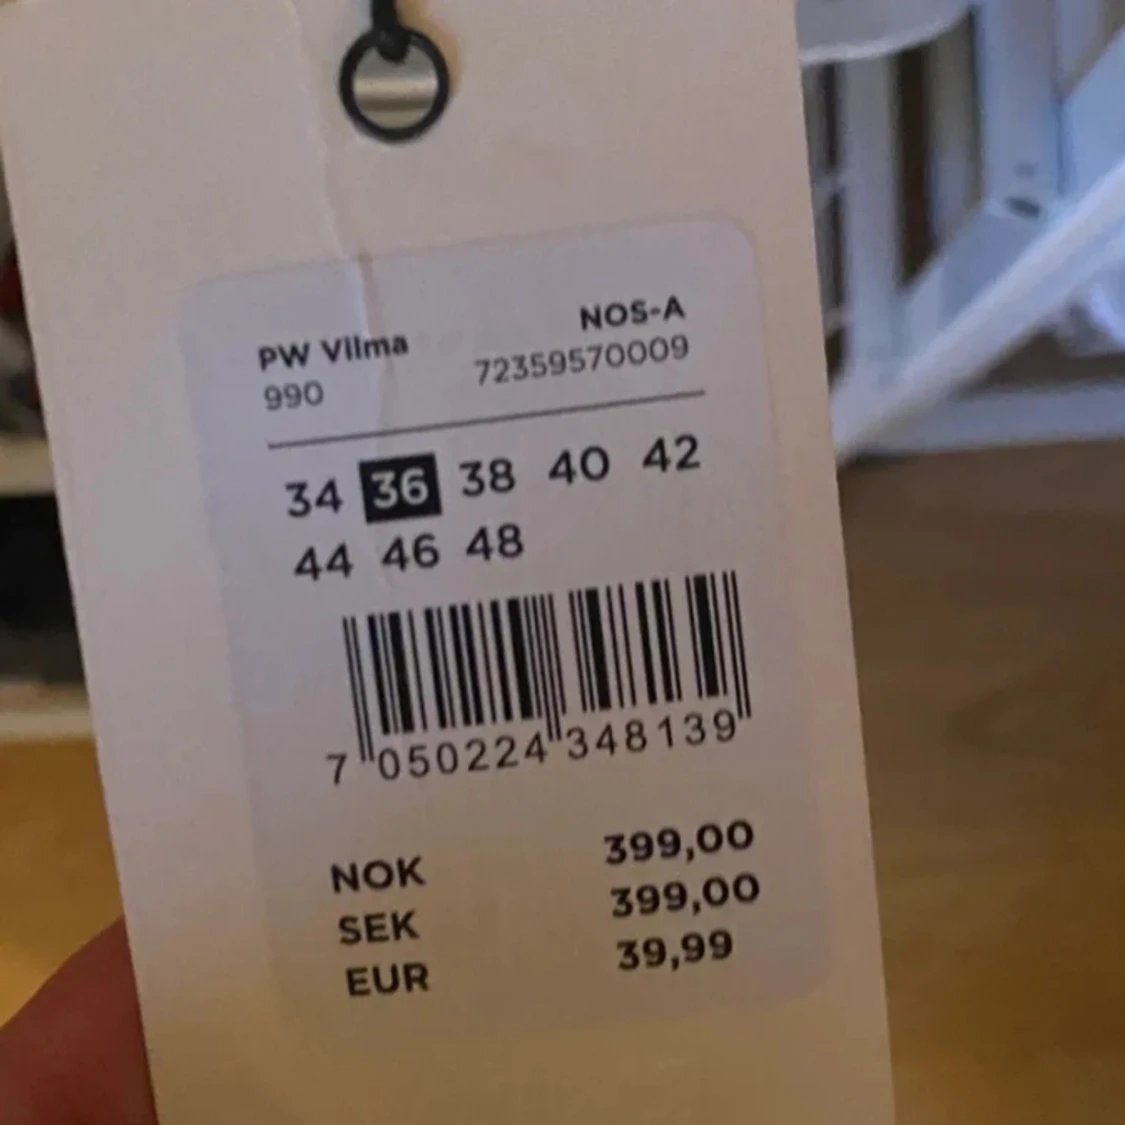 PW Vilma NOS-A
990 72359570009
34 36 38 40 42
44 46 48
7 050224 348139
NOK 399,00
SEK 399,00
EUR 39,99